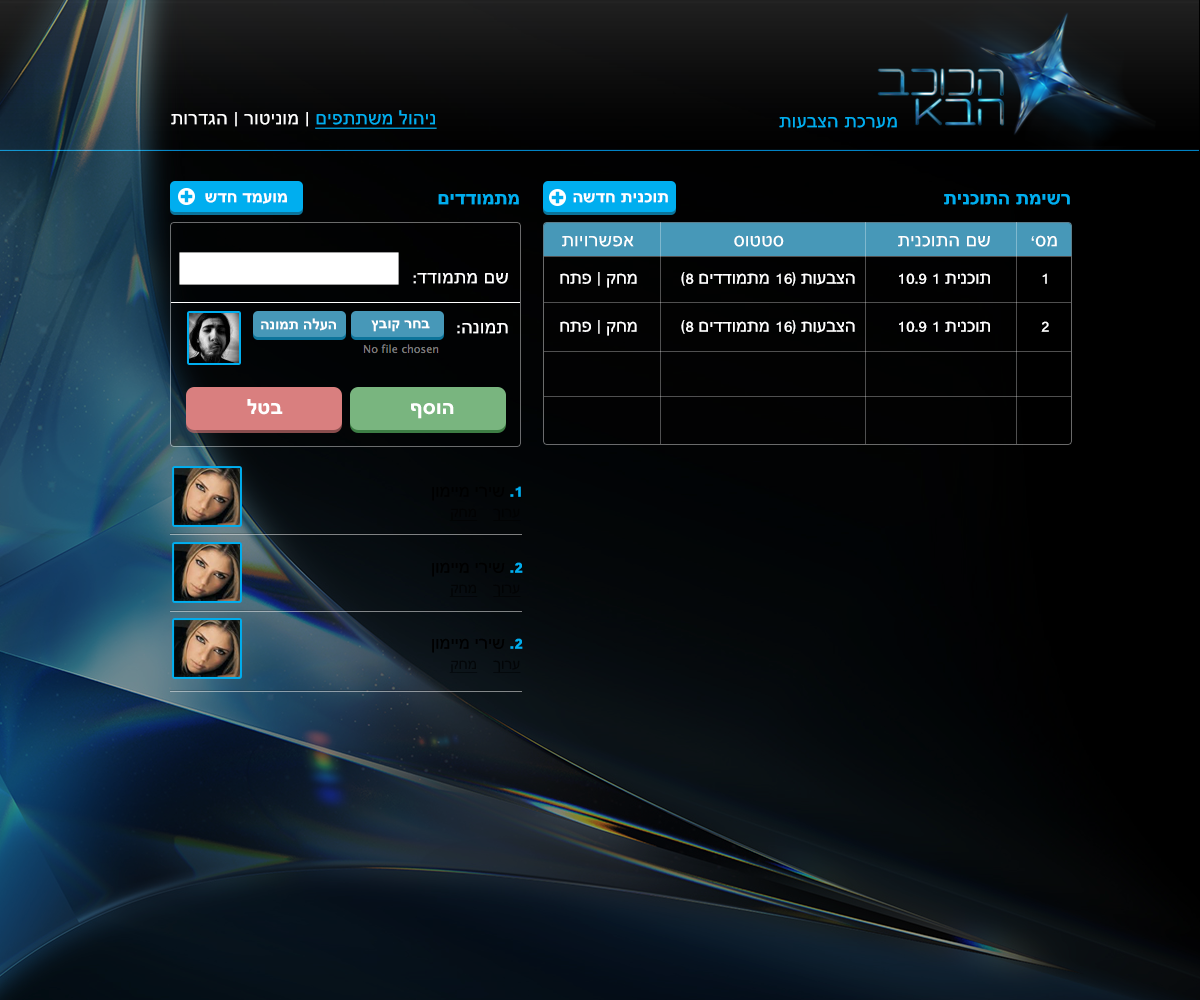 הכוכב
הבא
מערכת הצבעות
ניהול משתתפים | מוניטור | הגדרות
רשימת התוכנית
תוכנית חדשה
מס' שם התוכנית סטטוס אפשרויות
1 תוכנית 1 10.9 הצבעות (16 מתמודדים 8) מחק | פתח
2 תוכנית 1 10.9 הצבעות (16 מתמודדים 8) מחק | פתח
מתמודדים
מועמד חדש
שם מתמודד:
תמונה: בחר קובץ העלה תמונה
No file chosen
הוסף בטל
1. שירי מיימון
ערוך מחק
2. שירי מיימון
ערוך מחק
2. שירי מיימון
ערוך מחק